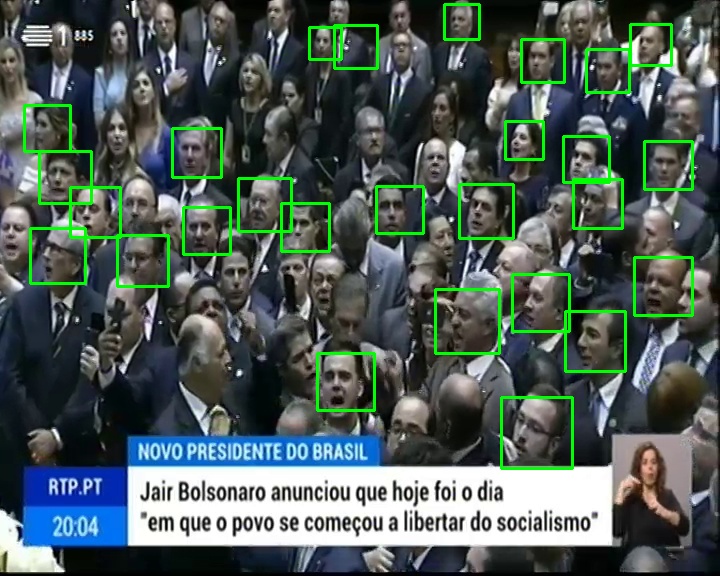 1 885
NOVO PRESIDENTE DO BRASIL
RTP.PT
Jair Bolsonaro anunciou que hoje foi o dia
20:04
"em que o povo se começou a libertar do socialismo"